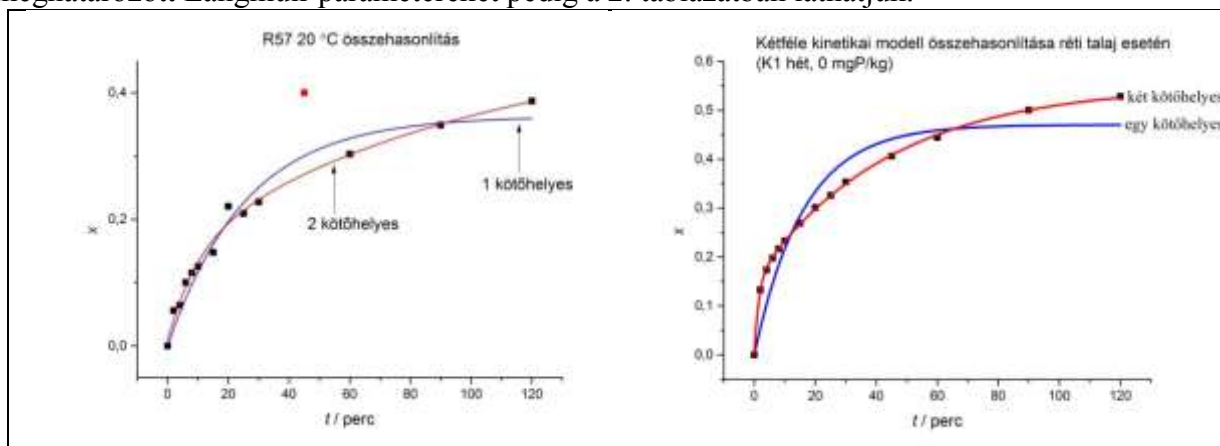 meghatározott Langmuir paramétereket pedig a 2. táblázatban láthatjuk.
R57 20 °C összehasonlítás
0,4
0,2
0,0
x
2 kötőhelyes
1 kötőhelyes
0 20 40 60 80 100 120
t / perc
Kétféle kinetikai modell összehasonlítása réti talaj esetén
(K1 hét, 0 mgP/kg)
0,6
0,5
0,4
0,3
0,2
0,1
0,0
x
két kötőhelyes
egy kötőhelyes
0 20 40 60 80 100 120
t / perc